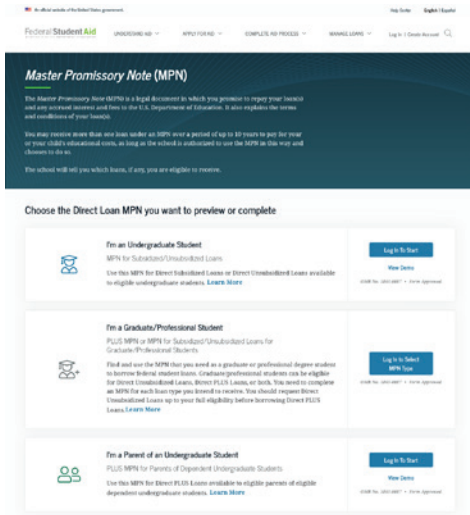 An official website of the United States government.
Help Center English | Español
Federal Student Aid
UNDERSTAND AID
APPLY FOR AID
COMPLETE AID PROCESS
MANAGE LOANS
Log In | Create Account
Master Promissory Note (MPN)
The Master Promissory Note (MPN) is a legal document in which you promise to repay your loan(s)
and any accrued interest and fees to the U.S. Department of Education. It also explains the terms
and conditions of your loan(s).
You may receive more than one loan under an MPN over a period of up to 10 years to pay for your
or your child's educational costs, as long as the school is authorized to use the MPN in this way and
chooses to do so.
The school will tell you which loans, if any, you are eligible to receive.
Choose the Direct Loan MPN you want to preview or complete
I'm an Undergraduate Student
MPN for Subsidized/Unsubsidized Loans
Use this MPN for Direct Subsidized Loans or Direct Unsubsidized Loans available
to eligible undergraduate students. Learn More
Log In To Start
View Demo
Form Approved
I'm a Graduate/Professional Student
PLUS MPN or MPN for Subsidized/Unsubsidized Loans for
Graduate/Professional Students
Find and use the MPN that you need as a graduate or professional degree student
to borrow federal student loans. Graduate/professional students can be eligible
for Direct Unsubsidized Loans, Direct PLUS Loans, or both. You need to complete
an MPN for each loan type you intend to receive. You should request Direct
Unsubsidized Loans up to your full eligibility before borrowing Direct PLUS
Loans Learn More
Log In to Select
MPN Type
Form Approved
I'm a Parent of an Undergraduate Student
PLUS MPN for Parents of Dependent Undergraduate Students
Use this MPN for Direct PLUS Loans available to eligible parents of eligible
dependent undergraduate students. Learn More
Log In To Start
View Demo
Form Approved